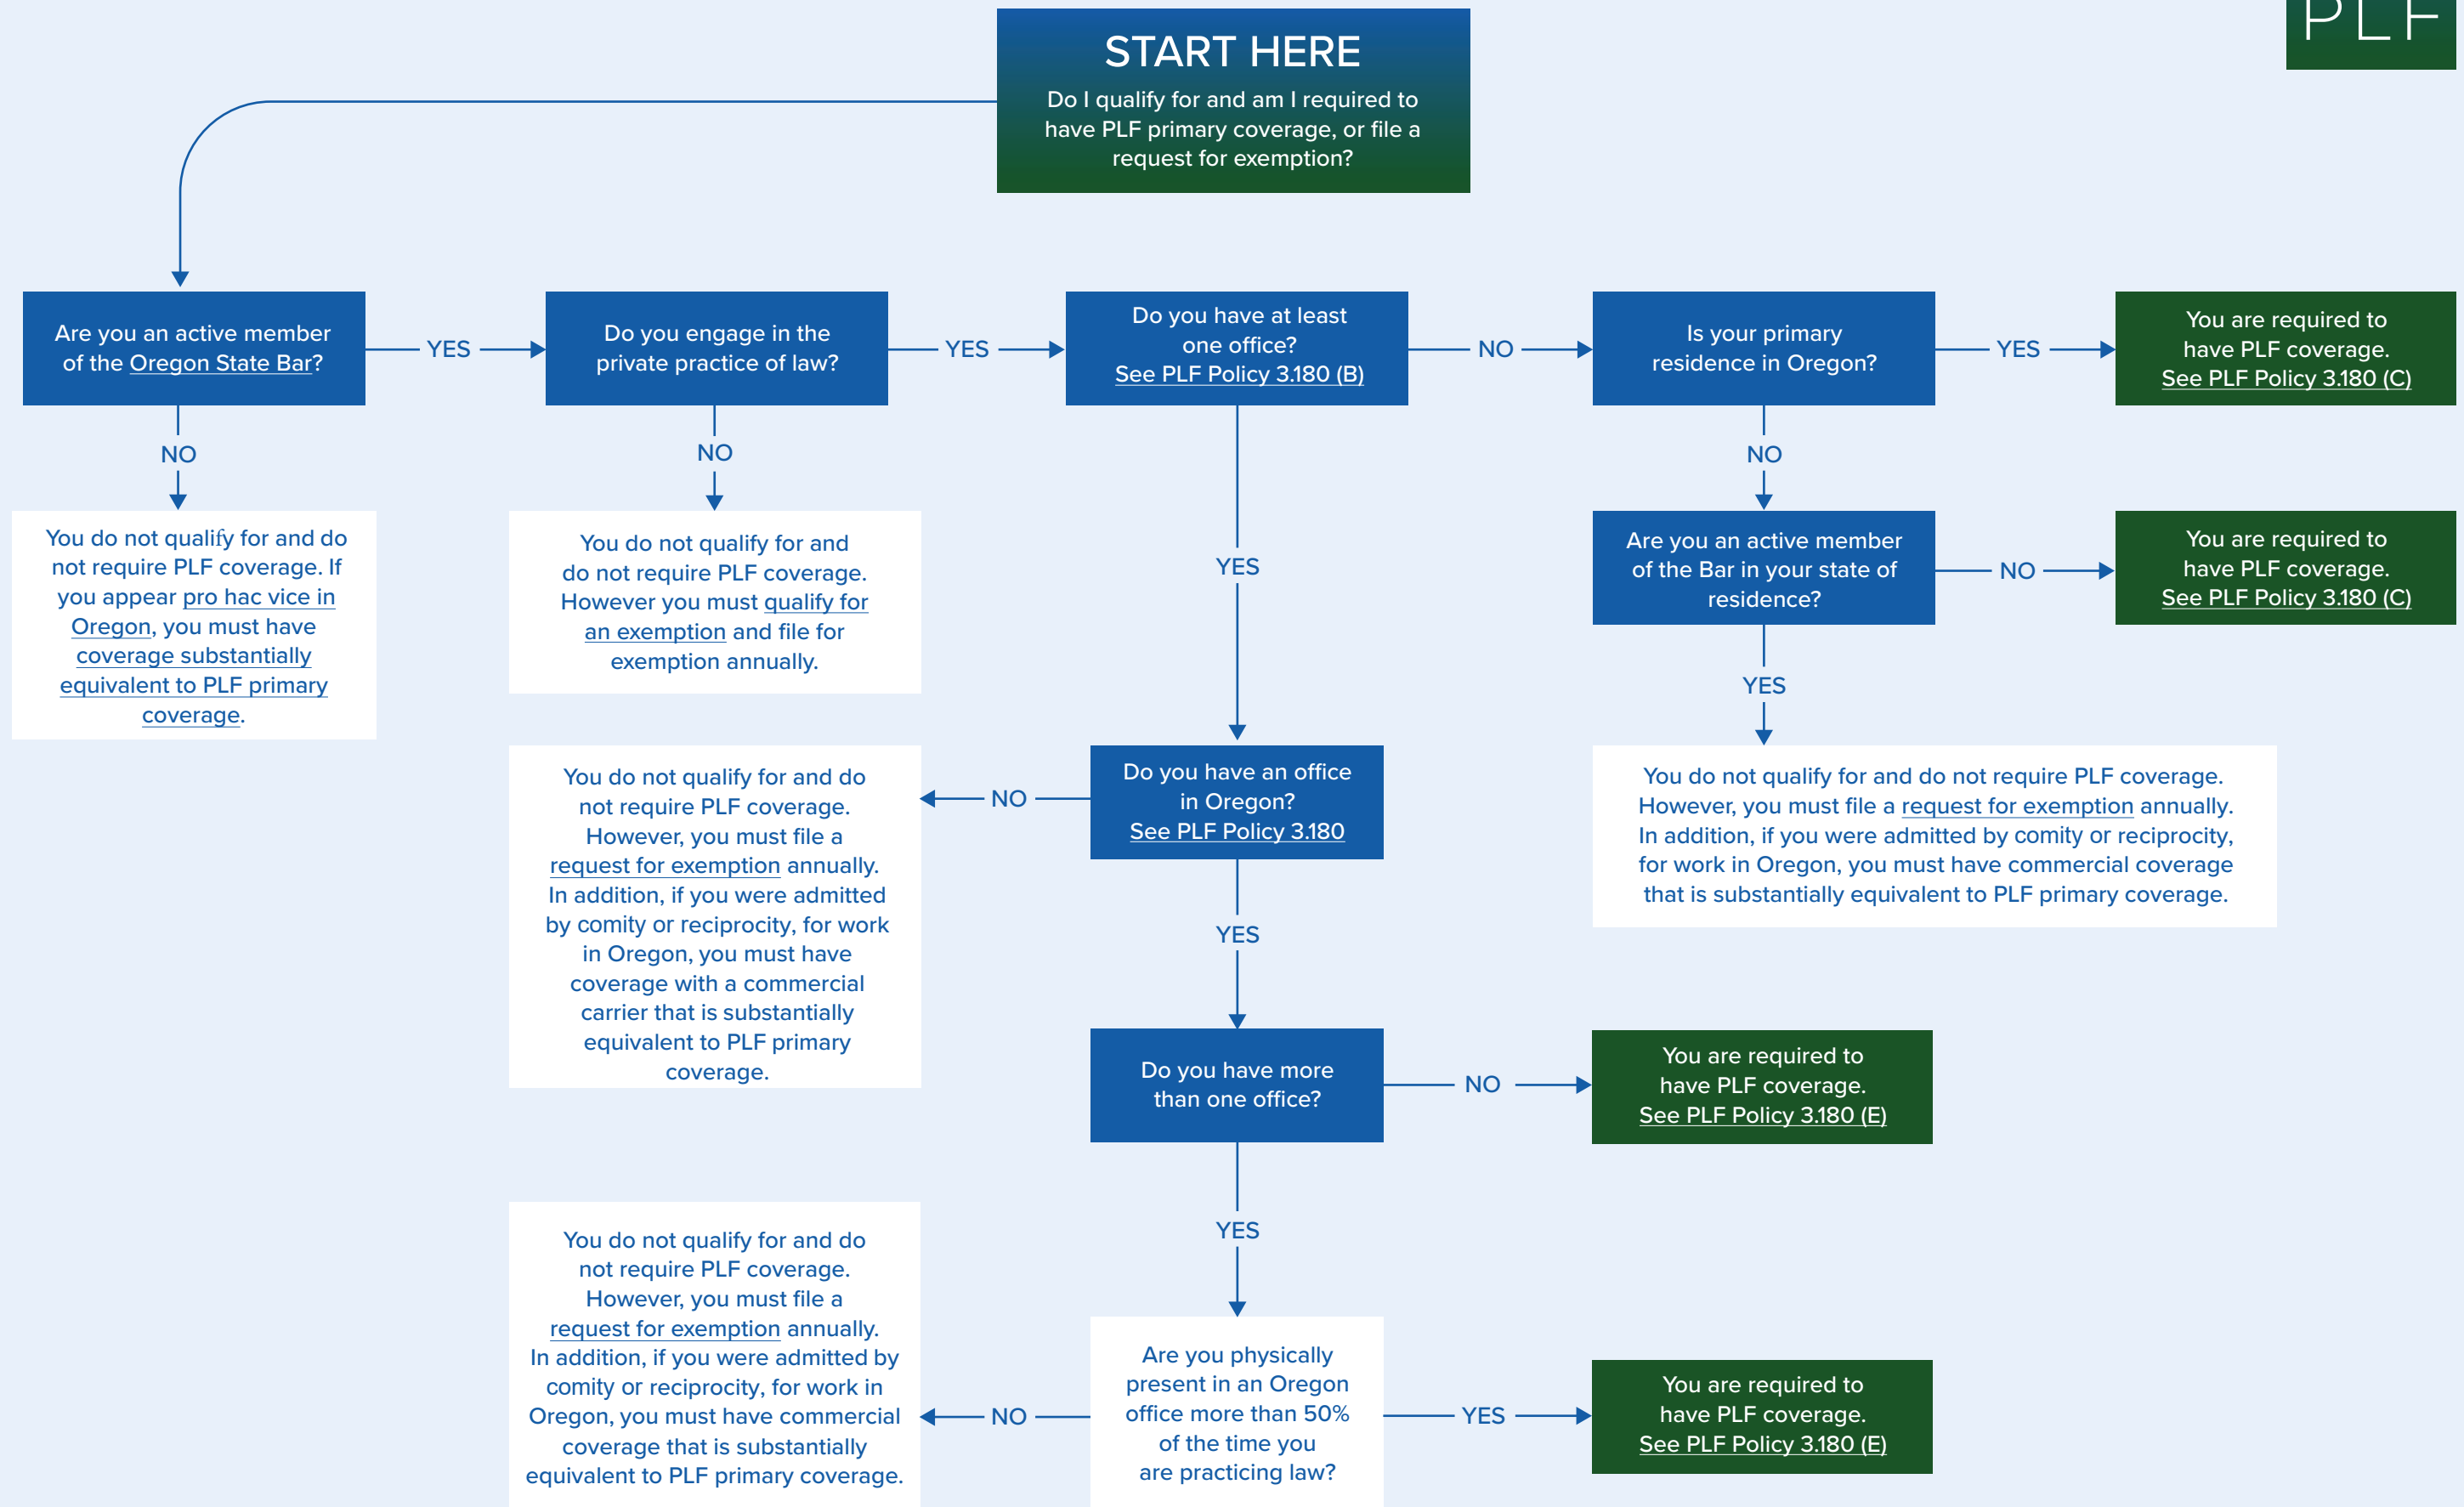 PLF
START HERE
Do I qualify for and am I required to
have PLF primary coverage, or file a
request for exemption?
Are you an active member
of the Oregon State Bar?
YES
Do you engage in the
private practice of law?
YES
Do you have at least
one office?
See PLF Policy 3.180 (B)
NO
Is your primary
residence in Oregon?
YES
You are required to
have PLF coverage.
See PLF Policy 3.180 (C)
NO
NO
NO
You do not qualify for and do
not require PLF coverage. If
you appear pro hac vice in
Oregon, you must have
coverage substantially
equivalent to PLF primary
coverage.
You do not qualify for and
do not require PLF coverage.
However you must qualify for
an exemption and file for
exemption annually.
YES
Are you an active member
of the Bar in your state of
residence?
NO
You are required to
have PLF coverage.
See PLF Policy 3.180 (C)
YES
You do not qualify for and do
not require PLF coverage.
However, you must file a
request for exemption annually.
In addition, if you were admitted
by comity or reciprocity, for work
in Oregon, you must have
coverage with a commercial
carrier that is substantially
equivalent to PLF primary
coverage.
NO
Do you have an office
in Oregon?
See PLF Policy 3.180
You do not qualify for and do not require PLF coverage.
However, you must file a request for exemption annually.
In addition, if you were admitted by comity or reciprocity,
for work in Oregon, you must have commercial coverage
that is substantially equivalent to PLF primary coverage.
YES
Do you have more
than one office?
NO
You are required to
have PLF coverage.
See PLF Policy 3.180 (E)
YES
You do not qualify for and do
not require PLF coverage.
However, you must file a
request for exemption annually.
In addition, if you were admitted by
comity or reciprocity, for work in
Oregon, you must have commercial
coverage that is substantially
equivalent to PLF primary coverage.
NO
Are you physically
present in an Oregon
office more than 50%
of the time you
are practicing law?
YES
You are required to
have PLF coverage.
See PLF Policy 3.180 (E)